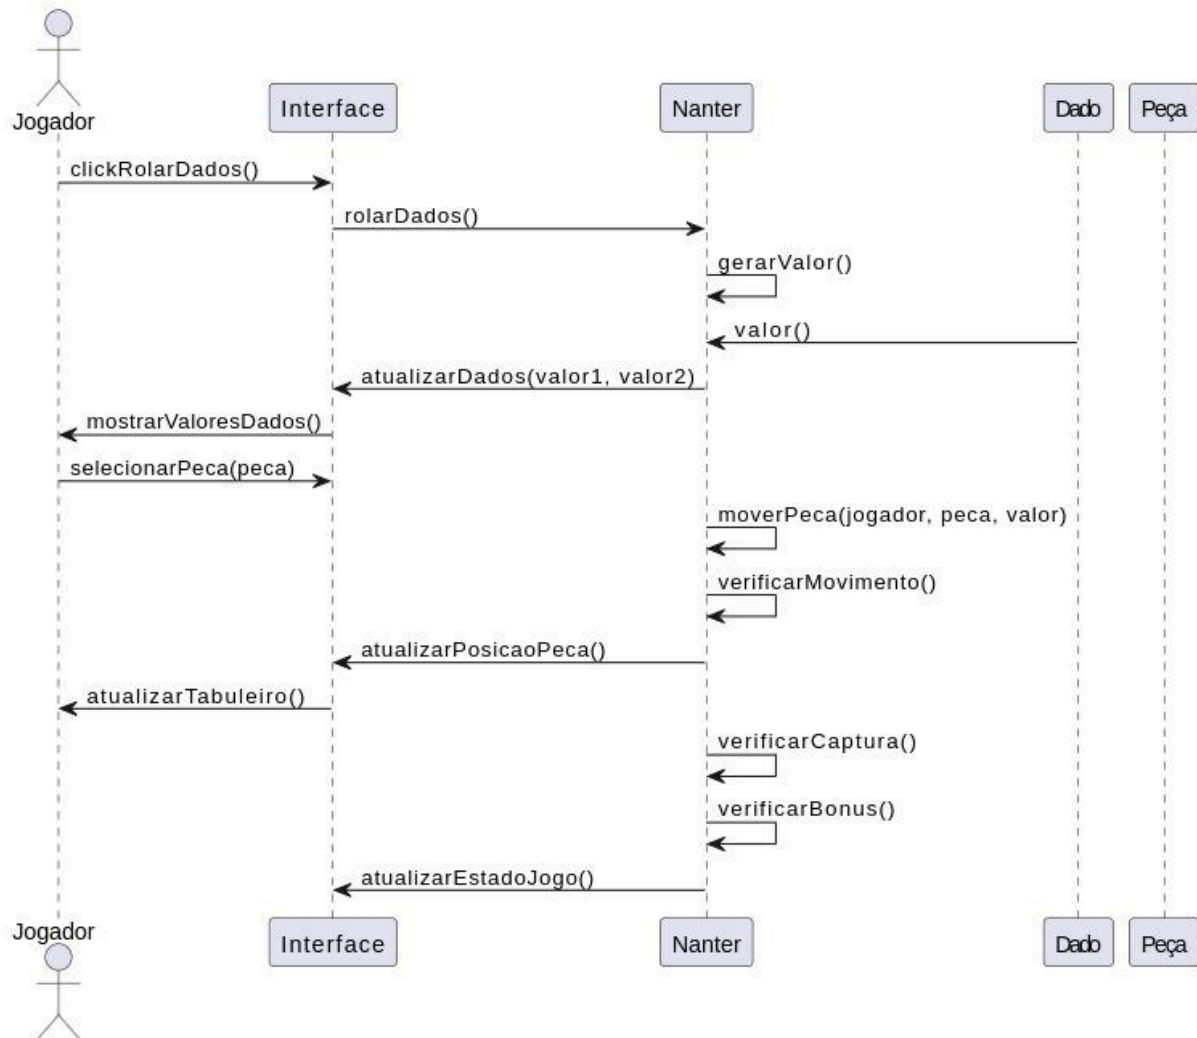 Jogador
Interface
Nanter
Dado
Peça
clickRolarDados()
rolarDados()
gerarValor()
valor()
atualizarDados(valor1, valor2)
mostrarValoresDados()
selecionarPeca(peca)
moverPeca(jogador, peca, valor)
verificarMovimento()
atualizarPosicaoPeca()
atualizarTabuleiro()
verificarCaptura()
verificarBonus()
atualizarEstadoJogo()
Jogador
Interface
Nanter
Dado
Peça